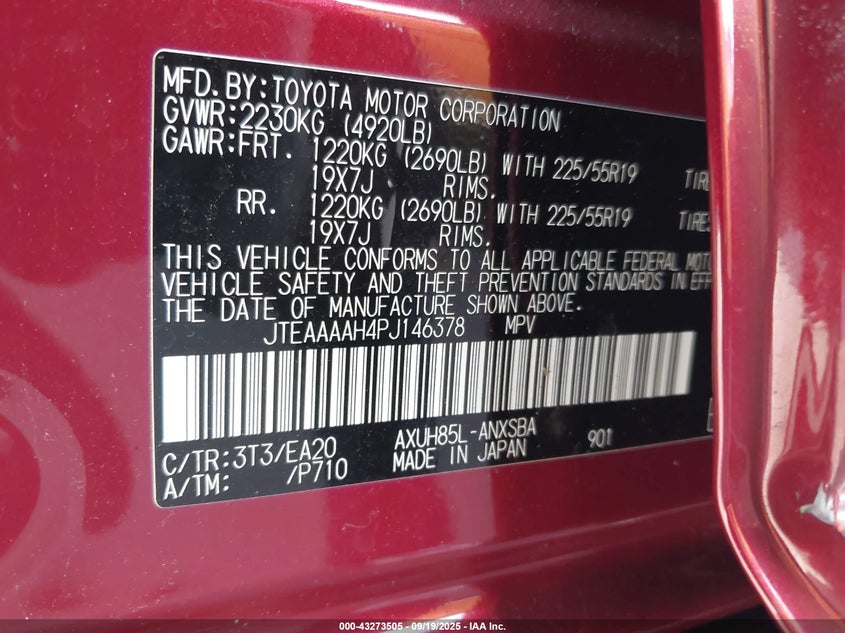 MFD.BY:TOYOTA MOTOR CORPORATION
GVWR:2230KG (4920LB)
GAWR:FRT. 1220KG (2690LB) WITH 225/55R19
19X7J RIMS.
RR. 1220KG (2690LB) WITH 225/55R19
19X7J RIMS.
THIS VEHICLE CONFORMS TO ALL APPLICABLE FEDERAL
VEHICLE SAFETY AND THEFT PREVENTION STANDARDS IN
THE DATE OF MANUFACTURE SHOWN ABOVE.
JTEAAAAH4PJ146378 MPV
C/TR:3T3/EA20 AXUH85L-ANXSBA 901
A/TM: /P710 MADE IN JAPAN
000-43273505 - 09/19/2025 - IAA Inc.